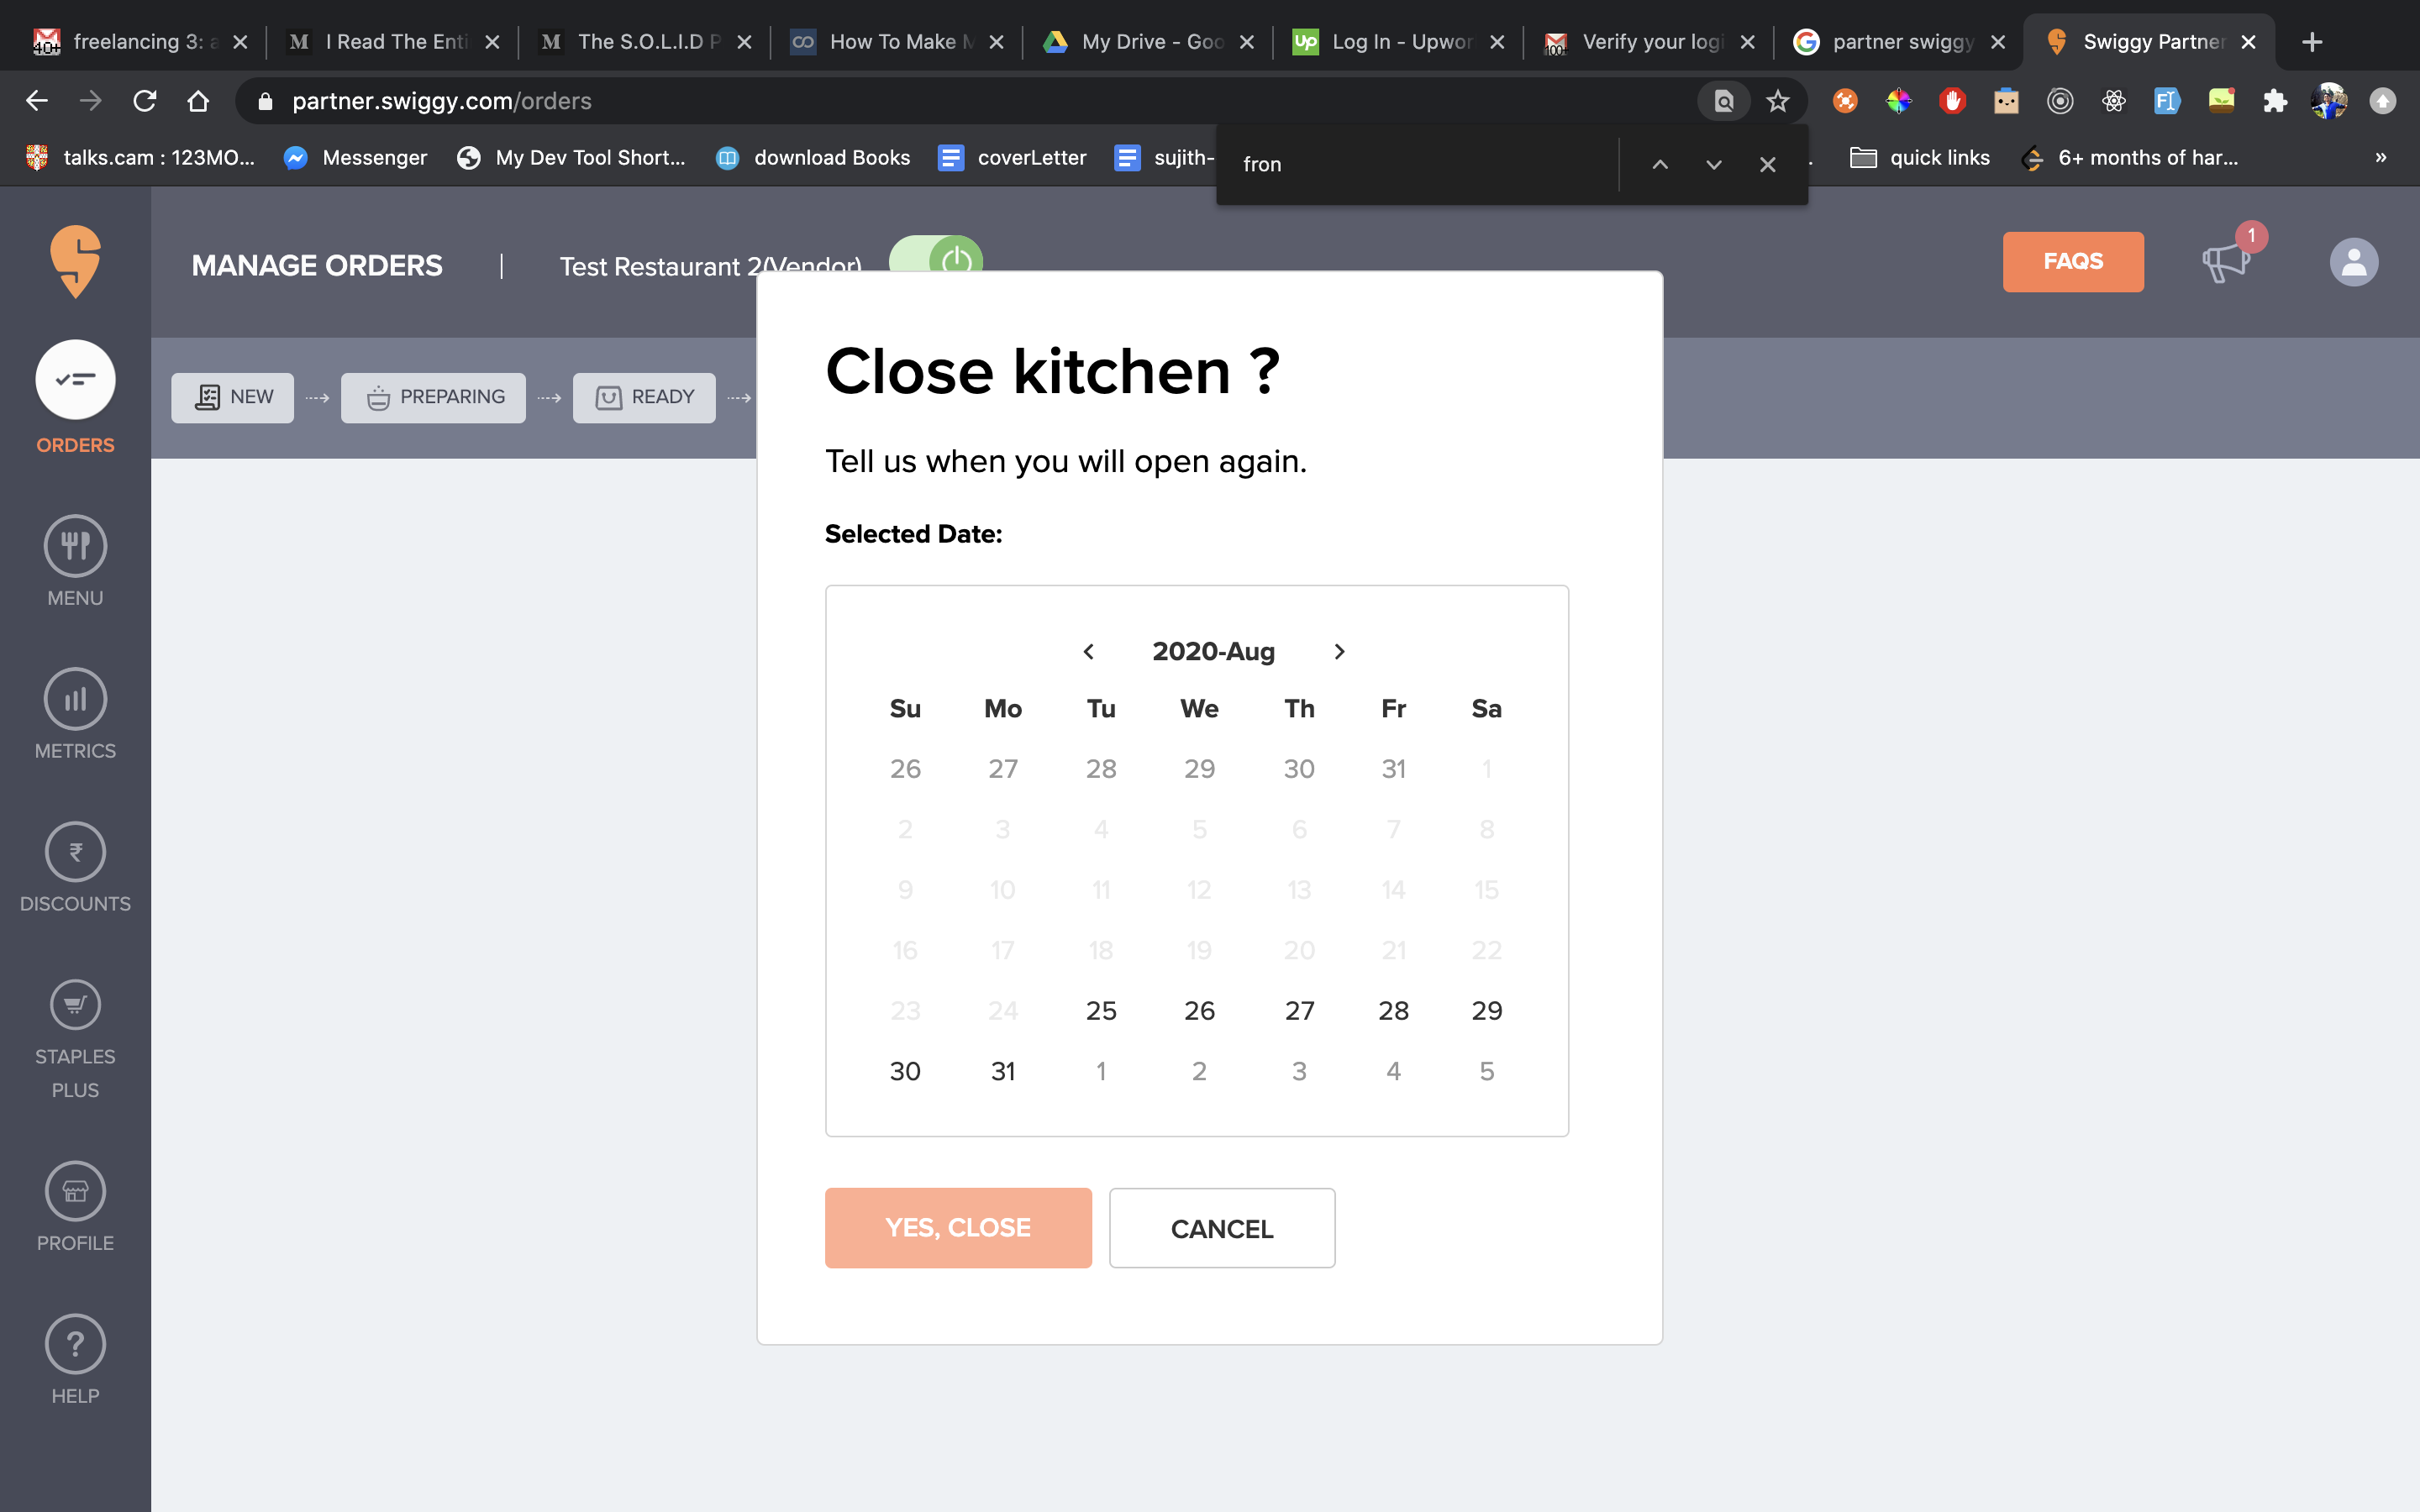 freelancing 3: a
I Read The Enti
The S.O.L.I.D P
How To Make M
My Drive - Goo
Log In - Upwor
Verify your logi
partner swiggy
Swiggy Partner
partner.swiggy.com/orders
talks.cam : 123MO...
Messenger
My Dev Tool Short...
download Books
coverLetter
sujith-
quick links
6+ months of har...
»
fron
MANAGE ORDERS | Test Restaurant 2(Vendor)
FAQS
1
NEW
PREPARING
READY
ORDERS
MENU
METRICS
DISCOUNTS
STAPLES
PLUS
PROFILE
HELP
Close kitchen ?
Tell us when you will open again.
Selected Date:
< 2020-Aug >
Su Mo Tu We Th Fr Sa
26 27 28 29 30 31 1
2 3 4 5 6 7 8
9 10 11 12 13 14 15
16 17 18 19 20 21 22
23 24 25 26 27 28 29
30 31 1 2 3 4 5
YES, CLOSE
CANCEL